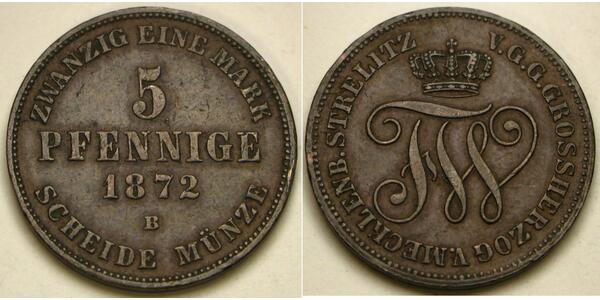 ZWANZIG EINE MARK
5
PFENNIGE
1872
SCHEIDE MÜNZE
B
V.G.G.GROSSHERZOG V.MECKLENB.STRELITZ
FW